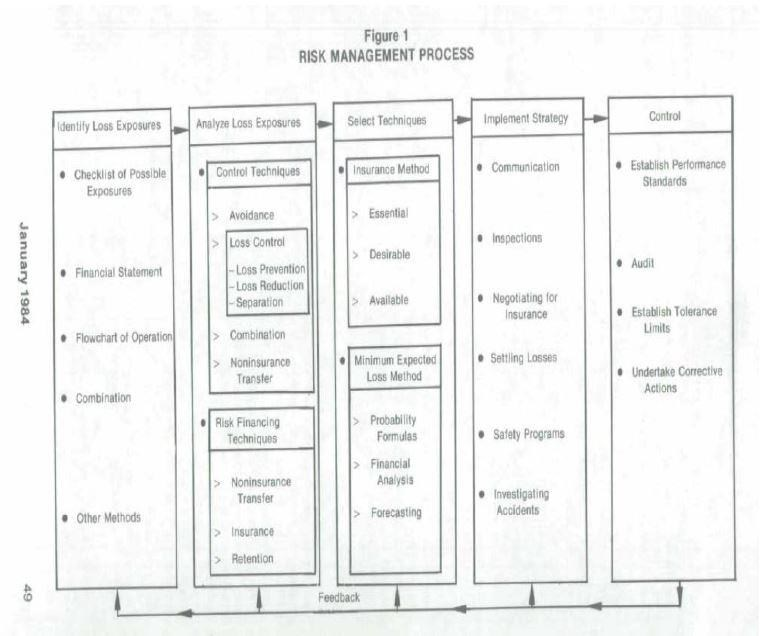 Figure 1
RISK MANAGEMENT PROCESS
Identify Loss Exposures
• Checklist of Possible
Exposures
• Financial Statement
• Flowchart of Operation
• Combination
• Other Methods
Analyze Loss Exposures
• Control Techniques
> Avoidance
> Loss Control
– Loss Prevention
– Loss Reduction
– Separation
> Combination
> Noninsurance
Transfer
• Risk Financing
Techniques
> Noninsurance
Transfer
> Insurance
> Retention
Select Techniques
• Insurance Method
> Essential
> Desirable
> Available
• Minimum Expected
Loss Method
> Probability
Formulas
> Financial
Analysis
> Forecasting
Implement Strategy
• Communication
• Inspections
• Negotiating for
Insurance
• Settling Losses
• Safety Programs
• Investigating
Accidents
Control
• Establish Performance
Standards
• Audit
• Establish Tolerance
Limits
• Undertake Corrective
Actions
Feedback
January 1984
49